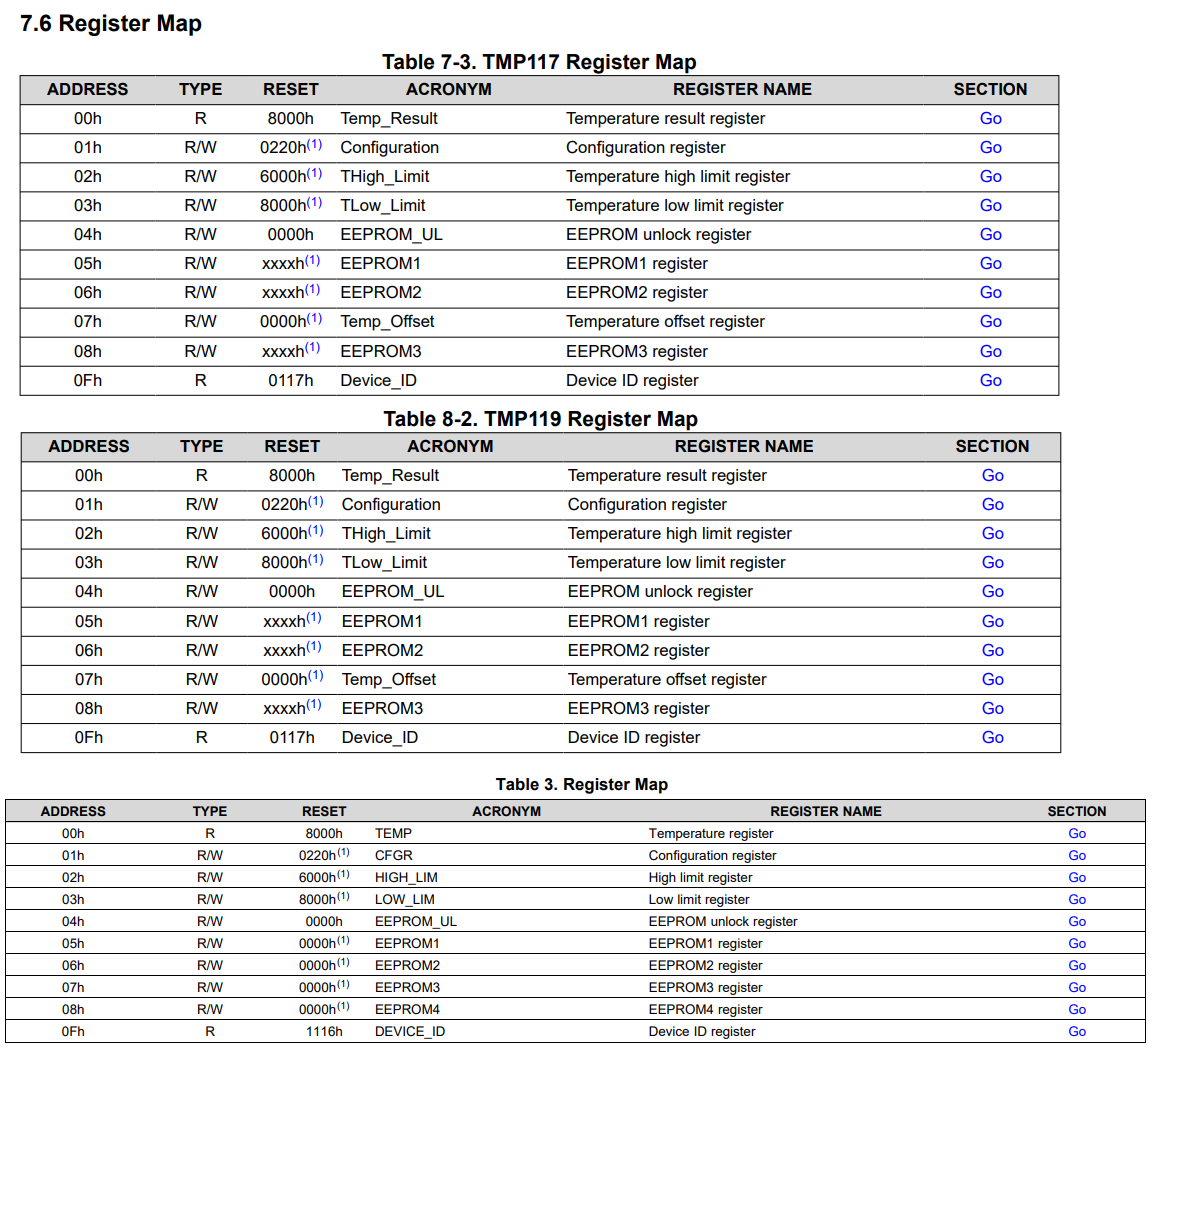 7.6 Register Map
Table 7-3. TMP117 Register Map
ADDRESS TYPE RESET ACRONYM REGISTER NAME SECTION
00h R 8000h Temp_Result Temperature result register Go
01h R/W 0220h(1) Configuration Configuration register Go
02h R/W 6000h(1) THigh_Limit Temperature high limit register Go
03h R/W 8000h(1) TLow_Limit Temperature low limit register Go
04h R/W 0000h EEPROM_UL EEPROM unlock register Go
05h R/W xxxxh(1) EEPROM1 EEPROM1 register Go
06h R/W xxxxh(1) EEPROM2 EEPROM2 register Go
07h R/W 0000h(1) Temp_Offset Temperature offset register Go
08h R/W xxxxh(1) EEPROM3 EEPROM3 register Go
0Fh R 0117h Device_ID Device ID register Go
Table 8-2. TMP119 Register Map
ADDRESS TYPE RESET ACRONYM REGISTER NAME SECTION
00h R 8000h Temp_Result Temperature result register Go
01h R/W 0220h(1) Configuration Configuration register Go
02h R/W 6000h(1) THigh_Limit Temperature high limit register Go
03h R/W 8000h(1) TLow_Limit Temperature low limit register Go
04h R/W 0000h EEPROM_UL EEPROM unlock register Go
05h R/W xxxxh(1) EEPROM1 EEPROM1 register Go
06h R/W xxxxh(1) EEPROM2 EEPROM2 register Go
07h R/W 0000h(1) Temp_Offset Temperature offset register Go
08h R/W xxxxh(1) EEPROM3 EEPROM3 register Go
0Fh R 0117h Device_ID Device ID register Go
Table 3. Register Map
ADDRESS TYPE RESET ACRONYM REGISTER NAME SECTION
00h R 8000h TEMP Temperature register Go
01h R/W 0220h(1) CFGR Configuration register Go
02h R/W 6000h(1) HIGH_LIM High limit register Go
03h R/W 8000h(1) LOW_LIM Low limit register Go
04h R/W 0000h EEPROM_UL EEPROM unlock register Go
05h R/W 0000h(1) EEPROM1 EEPROM1 register Go
06h R/W 0000h(1) EEPROM2 EEPROM2 register Go
07h R/W 0000h(1) EEPROM3 EEPROM3 register Go
08h R/W 0000h(1) EEPROM4 EEPROM4 register Go
0Fh R 1116h DEVICE_ID Device ID register Go